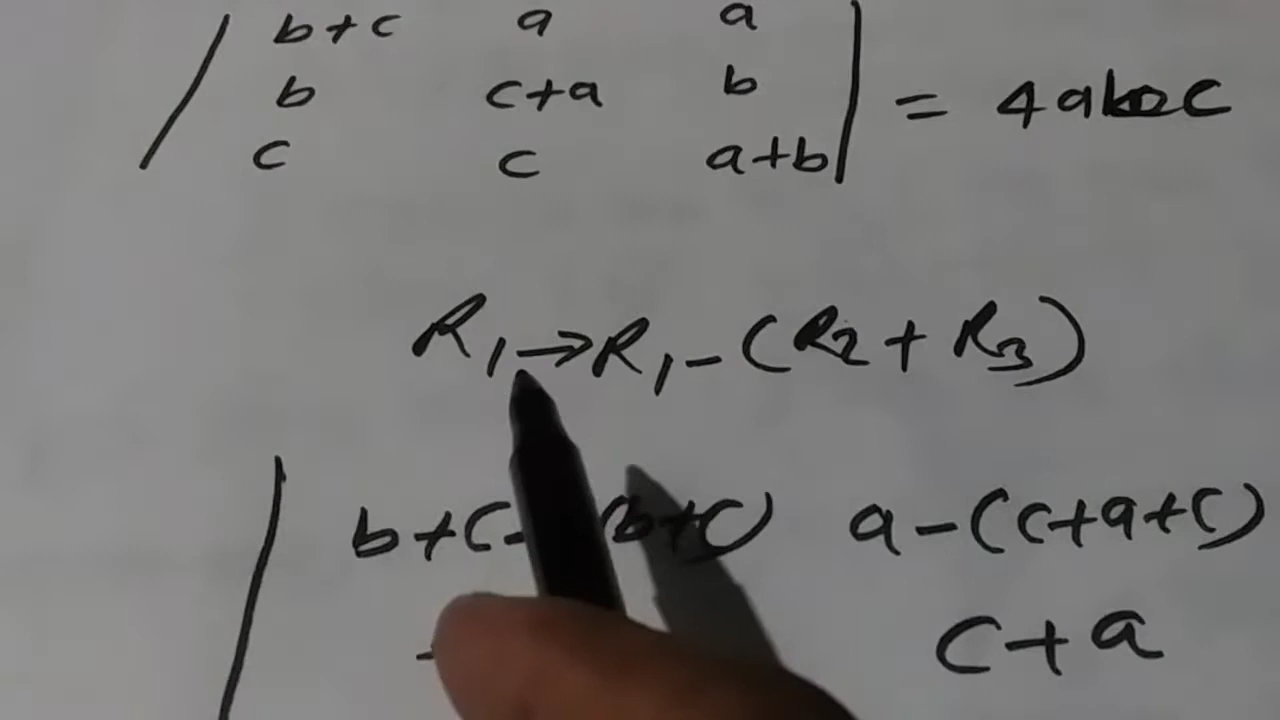 | b+c a a |
| b c+a b | = 4abc
| c c a+b |
R₁→R₁-(R₂+R₃)
| b+c- (b+c) a-(c+a+c)
c+a